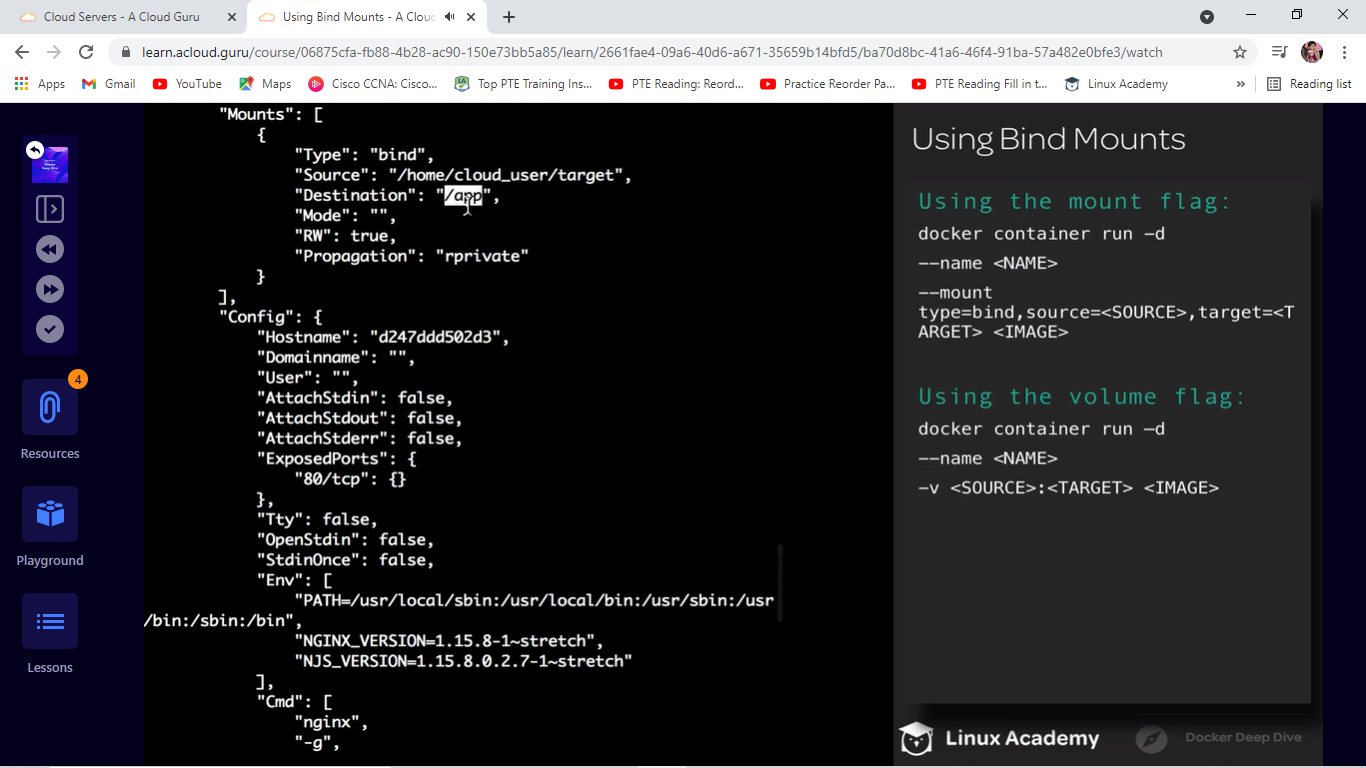 Cloud Servers - A Cloud Guru
Using Bind Mounts - A Clouc
learn.acloud.guru/course/06875cfa-fb88-4b28-ac90-150e73bb5a85/learn/2661fae4-09a6-40d6-a671-35659b14bfd5/ba70d8bc-41a6-46f4-91ba-57a482e0bfe3/watch
Apps
Gmail
YouTube
Maps
Cisco CCNA: Cisco...
Top PTE Training Ins...
PTE Reading: Reord...
Practice Reorder Pa...
PTE Reading Fill in t...
Linux Academy
»
Reading list
Docker
Deep Dive
4
Resources
Playground
Lessons
"Mounts": [
{
"Type": "bind",
"Source": "/home/cloud_user/target",
"Destination": "/app",
"Mode": "",
"RW": true,
"Propagation": "rprivate"
}
],
"Config": {
"Hostname": "d247ddd502d3",
"Domainname": "",
"User": "",
"AttachStdin": false,
"AttachStdout": false,
"AttachStderr": false,
"ExposedPorts": {
"80/tcp": {}
},
"Tty": false,
"OpenStdin": false,
"StdinOnce": false,
"Env": [
"PATH=/usr/local/sbin:/usr/local/bin:/usr/sbin:/usr
/bin:/sbin:/bin",
"NGINX_VERSION=1.15.8-1~stretch",
"NJS_VERSION=1.15.8.0.2.7-1~stretch"
],
"Cmd": [
"nginx",
"-g",
Using Bind Mounts
Using the mount flag:
docker container run -d
--name <NAME>
--mount
type=bind,source=<SOURCE>,target=<T
ARGET> <IMAGE>
Using the volume flag:
docker container run -d
--name <NAME>
-v <SOURCE>:<TARGET> <IMAGE>
Linux Academy
Docker Deep Dive